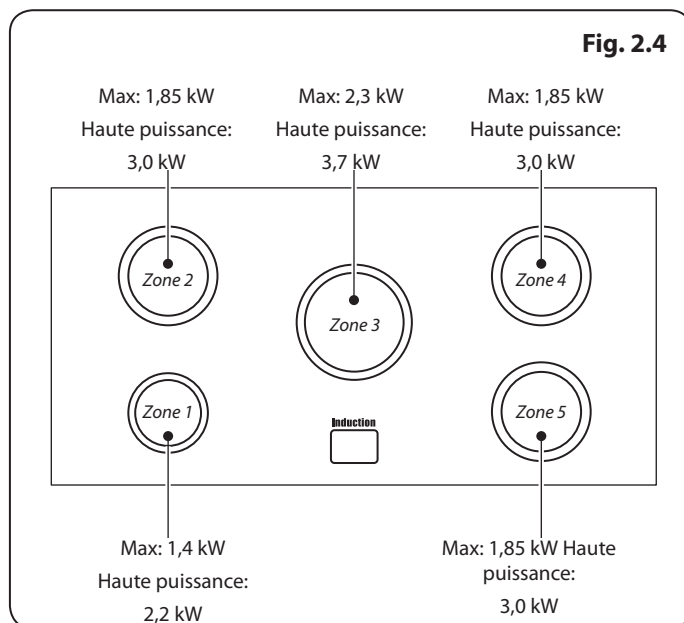 Fig. 2.4
Max: 1,85 kW
Haute puissance:
3,0 kW
Max: 2,3 kW
Haute puissance:
3,7 kW
Max: 1,85 kW
Haute puissance:
3,0 kW
Zone 2
Zone 3
Zone 4
Zone 1
Induction
Zone 5
Max: 1,4 kW
Haute puissance:
2,2 kW
Max: 1,85 kW Haute
puissance:
3,0 kW